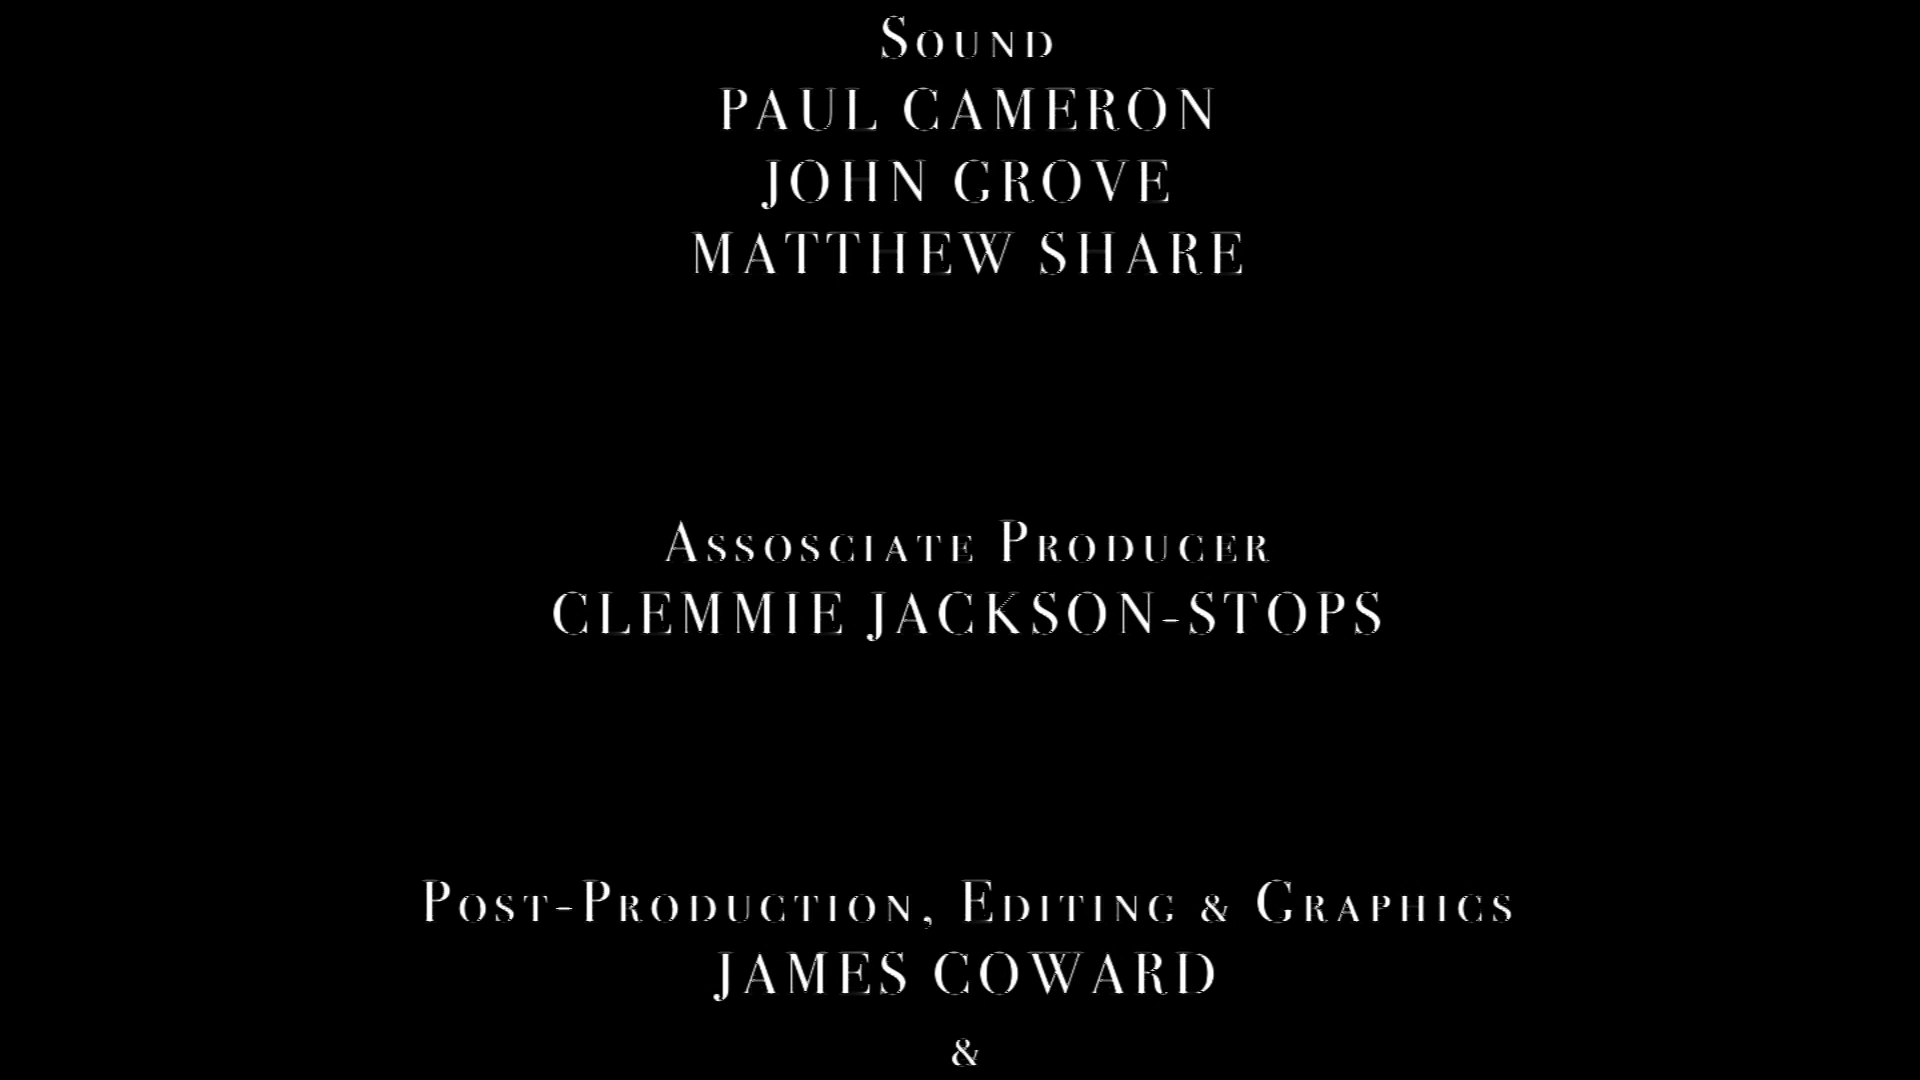 Sound
PAUL CAMERON
JOHN GROVE
MATTHEW SHARE
Assosciate Producer
CLEMMIE JACKSON-STOPS
Post-Production, Editing & Graphics
JAMES COWARD
&